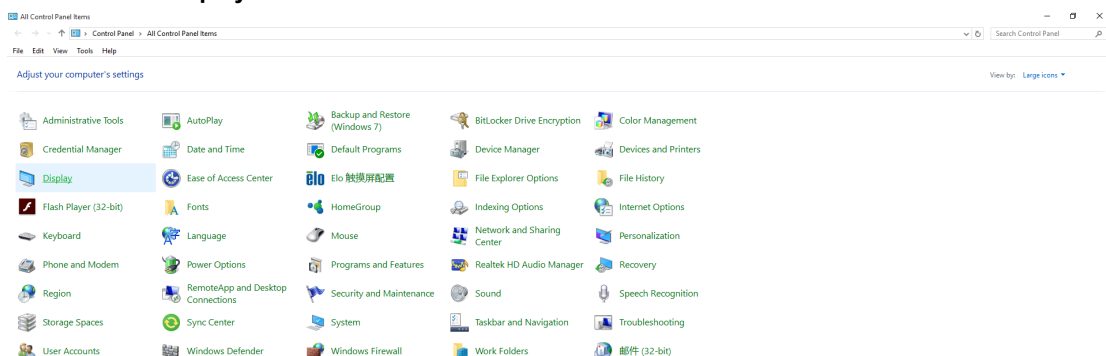 All Control Panel Items
Control Panel › All Control Panel Items
Search Control Panel
File Edit View Tools Help
Adjust your computer's settings
View by: Large icons
Administrative Tools
AutoPlay
Backup and Restore
(Windows 7)
BitLocker Drive Encryption
Color Management
Credential Manager
Date and Time
Default Programs
Device Manager
Devices and Printers
Display
Ease of Access Center
elo Elo 触摸屏配置
File Explorer Options
File History
Flash Player (32-bit)
Fonts
HomeGroup
Indexing Options
Internet Options
Keyboard
Language
Mouse
Network and Sharing
Center
Personalization
Phone and Modem
Power Options
Programs and Features
Realtek HD Audio Manager
Recovery
Region
RemoteApp and Desktop
Connections
Security and Maintenance
Sound
Speech Recognition
Storage Spaces
Sync Center
System
Taskbar and Navigation
Troubleshooting
User Accounts
Windows Defender
Windows Firewall
Work Folders
邮件 (32-bit)